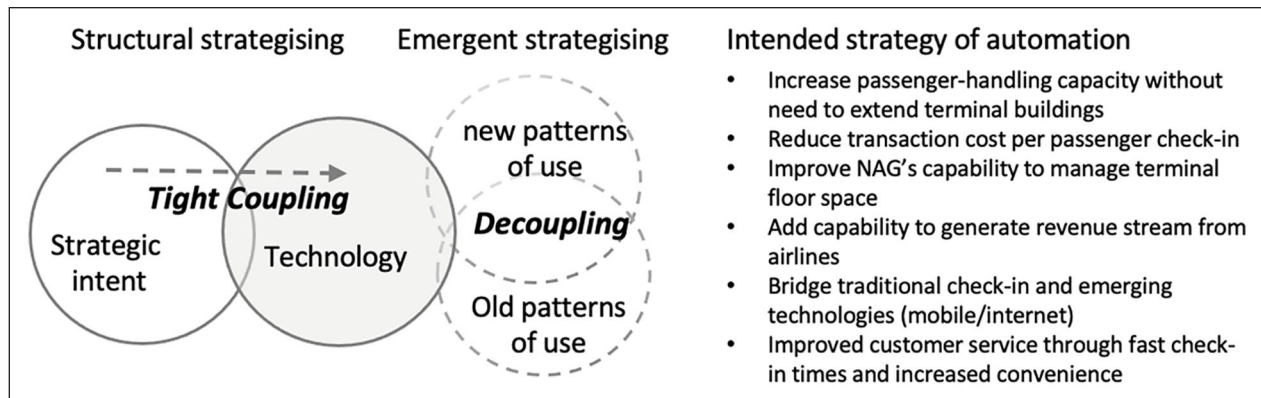 Structural strategising
Emergent strategising
Tight Coupling
Strategic
intent
Technology
new patterns
of use
Decoupling
Old patterns
of use
Intended strategy of automation
• Increase passenger-handling capacity without
need to extend terminal buildings
• Reduce transaction cost per passenger check-in
• Improve NAG's capability to manage terminal
floor space
• Add capability to generate revenue stream from
airlines
• Bridge traditional check-in and emerging
technologies (mobile/internet)
• Improved customer service through fast check-
in times and increased convenience